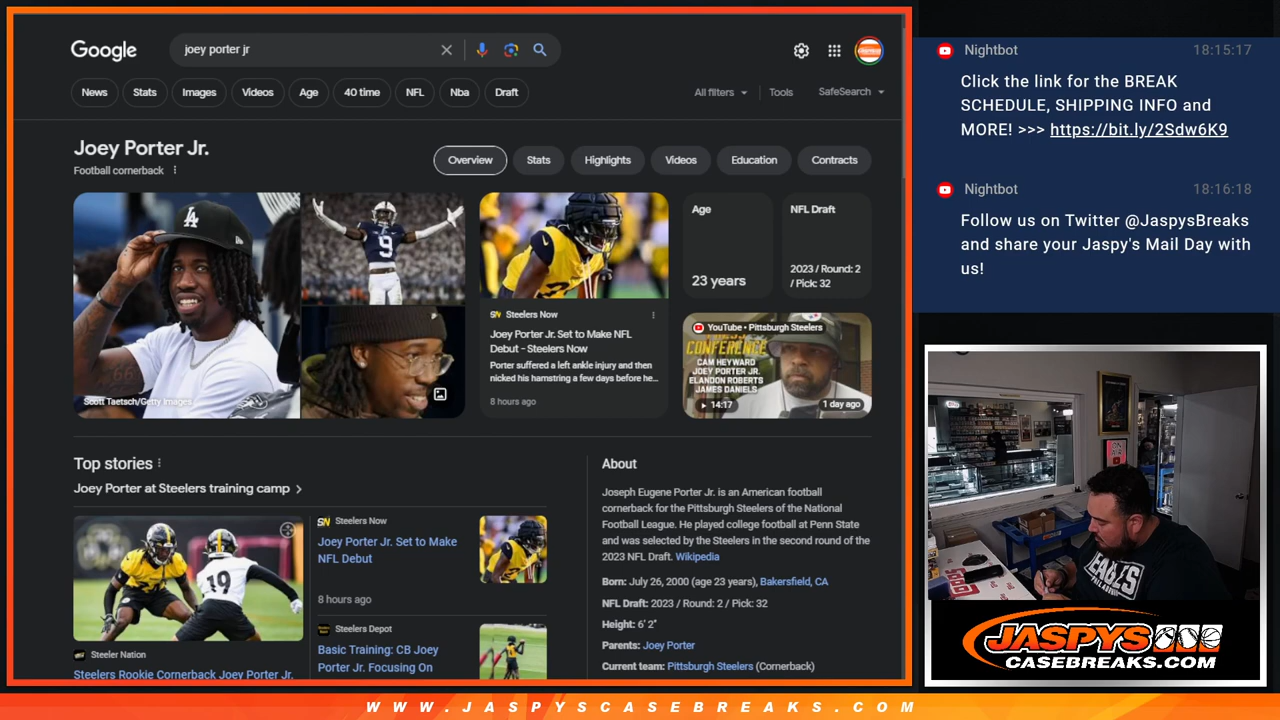 Google
joey porter jr
News
Stats
Images
Videos
Age
40 time
NFL
Nba
Draft
All filters
Tools
SafeSearch
Joey Porter Jr.
Football cornerback
Overview
Stats
Highlights
Videos
Education
Contracts
Scott Taetsch/Getty Images
Steelers Now
Joey Porter Jr. Set to Make NFL
Debut - Steelers Now
Porter suffered a left ankle injury and then
nicked his hamstring a few days before he...
8 hours ago
Age
23 years
NFL Draft
2023 / Round: 2
/ Pick: 32
YouTube • Pittsburgh Steelers
CONFERENCE
CAM HEYWARD
JOEY PORTER JR.
ELANDON ROBERTS
JAMES DANIELS
14:17
1 day ago
Top stories
Joey Porter at Steelers training camp
Steeler Nation
Steelers Rookie Cornerback Joey Porter Jr.
Steelers Now
Joey Porter Jr. Set to Make
NFL Debut
8 hours ago
Steelers Depot
Basic Training: CB Joey
Porter Jr. Focusing On
About
Joseph Eugene Porter Jr. is an American football
cornerback for the Pittsburgh Steelers of the National
Football League. He played college football at Penn State
and was selected by the Steelers in the second round of the
2023 NFL Draft. Wikipedia
Born: July 26, 2000 (age 23 years), Bakersfield, CA
NFL Draft: 2023 / Round: 2 / Pick: 32
Height: 6′ 2″
Parents: Joey Porter
Current team: Pittsburgh Steelers (Cornerback)
Nightbot 18:15:17
Click the link for the BREAK
SCHEDULE, SHIPPING INFO and
MORE! >>> https://bit.ly/2Sdw6K9
Nightbot 18:16:18
Follow us on Twitter @JaspysBreaks
and share your Jaspy's Mail Day with
us!
EAGLES
JASPYS
CASEBREAKS.COM
WWW.JASPYSCASEBREAKS.COM